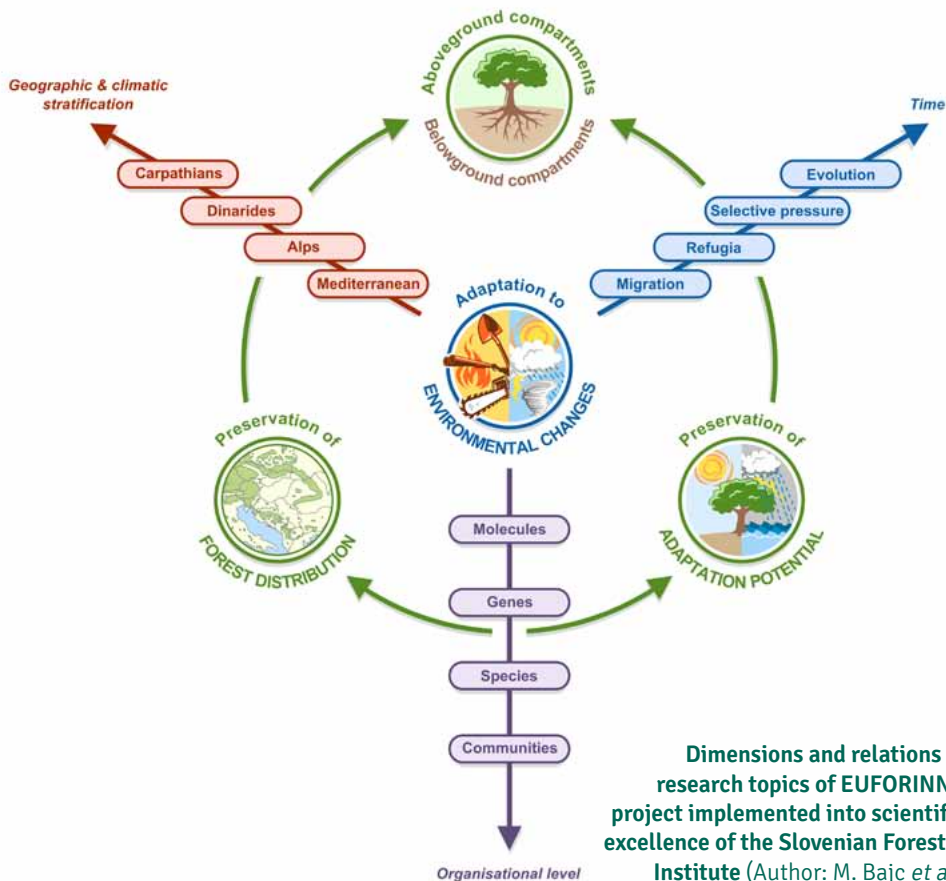 Aboveground compartments
Belowground compartments
Geographic & climatic
stratification
Carpathians
Dinarides
Alps
Mediterranean
Time
Evolution
Selective pressure
Refugia
Migration
Adaptation to
ENVIRONMENTAL CHANGES
Preservation of
FOREST DISTRIBUTION
Preservation of
ADAPTATION POTENTIAL
Molecules
Genes
Species
Communities
Organisational level
Dimensions and relations
research topics of EUFORINN
project implemented into scientif
excellence of the Slovenian Forest
Institute (Author: M. Bajc et a